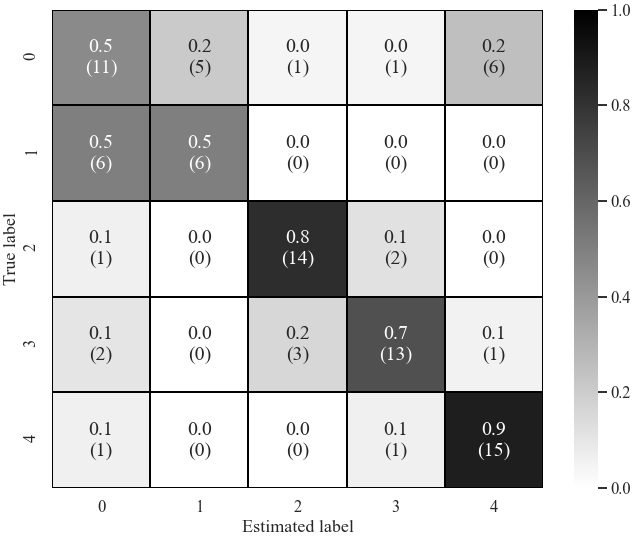 0.5 0.2 0.0 0.0 0.2
(11) (5) (1) (1) (6)
0.5 0.5 0.0 0.0 0.0
(6) (6) (0) (0) (0)
0.1 0.0 0.8 0.1 0.0
(1) (0) (14) (2) (0)
0.1 0.0 0.2 0.7 0.1
(2) (0) (3) (13) (1)
0.1 0.0 0.0 0.1 0.9
(1) (0) (0) (1) (15)
0 1 2 3 4
Estimated label
True label
0
1
2
3
4
1.0
0.8
0.6
0.4
0.2
0.0